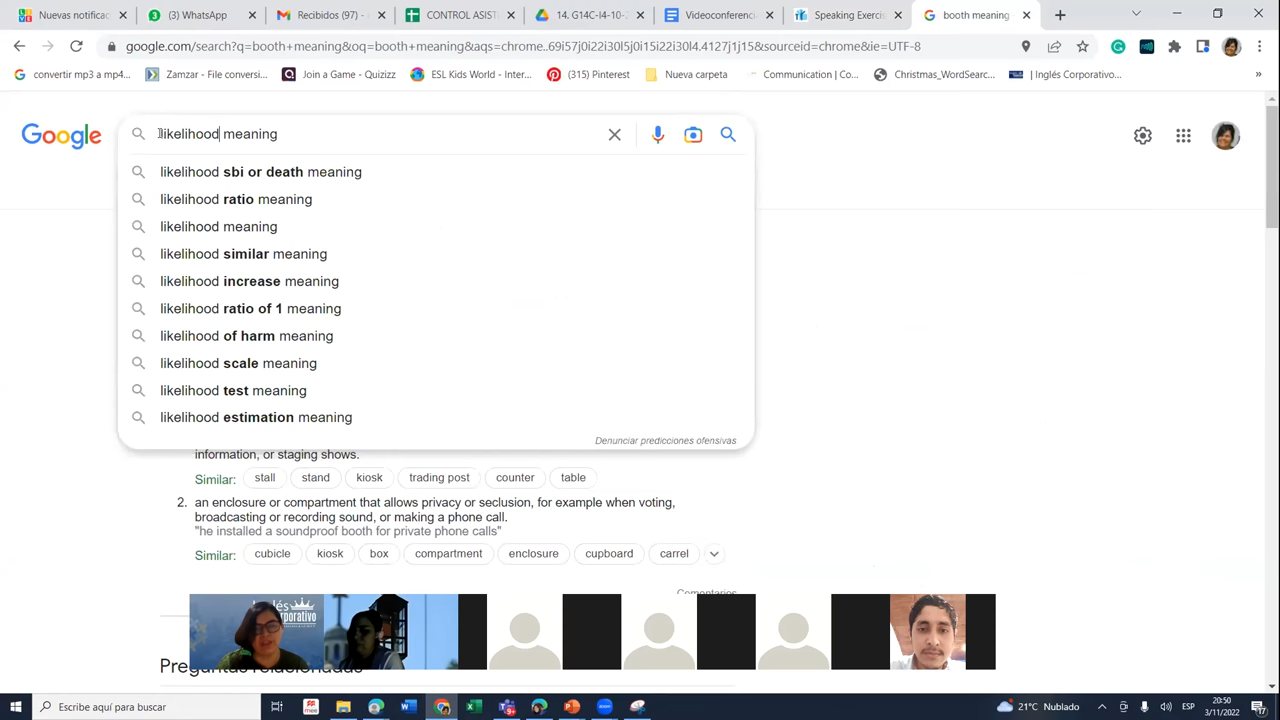 Nuevas notificac
(3) WhatsApp
Recibidos (97) -
CONTROL ASIST
14. G14C-I4-10-
Videoconferenci
Speaking Exercis
booth meaning
google.com/search?q=booth+meaning&oq=booth+meaning&aqs=chrome..69i57j0i22i30l5j0i15i22i30l4.4127j1j15&sourceid=chrome&ie=UTF-8
convertir mp3 a mp4...
Zamzar - File conversi...
Join a Game - Quizizz
ESL Kids World - Inter...
(315) Pinterest
Nueva carpeta
Communication | Co...
Christmas_WordSearc...
| Inglés Corporativo...
»
Google
likelihood meaning
likelihood sbi or death meaning
likelihood ratio meaning
likelihood meaning
likelihood similar meaning
likelihood increase meaning
likelihood ratio of 1 meaning
likelihood of harm meaning
likelihood scale meaning
likelihood test meaning
likelihood estimation meaning
Denunciar predicciones ofensivas
information, or staging shows.
Similar: stall stand kiosk trading post counter table
2. an enclosure or compartment that allows privacy or seclusion, for example when voting,
broadcasting or recording sound, or making a phone call.
"he installed a soundproof booth for private phone calls"
Similar: cubicle kiosk box compartment enclosure cupboard carrel
Comentarios
Preguntas relacionadas
Escribe aquí para buscar
21°C Nublado
ESP
20:50
3/11/2022
17